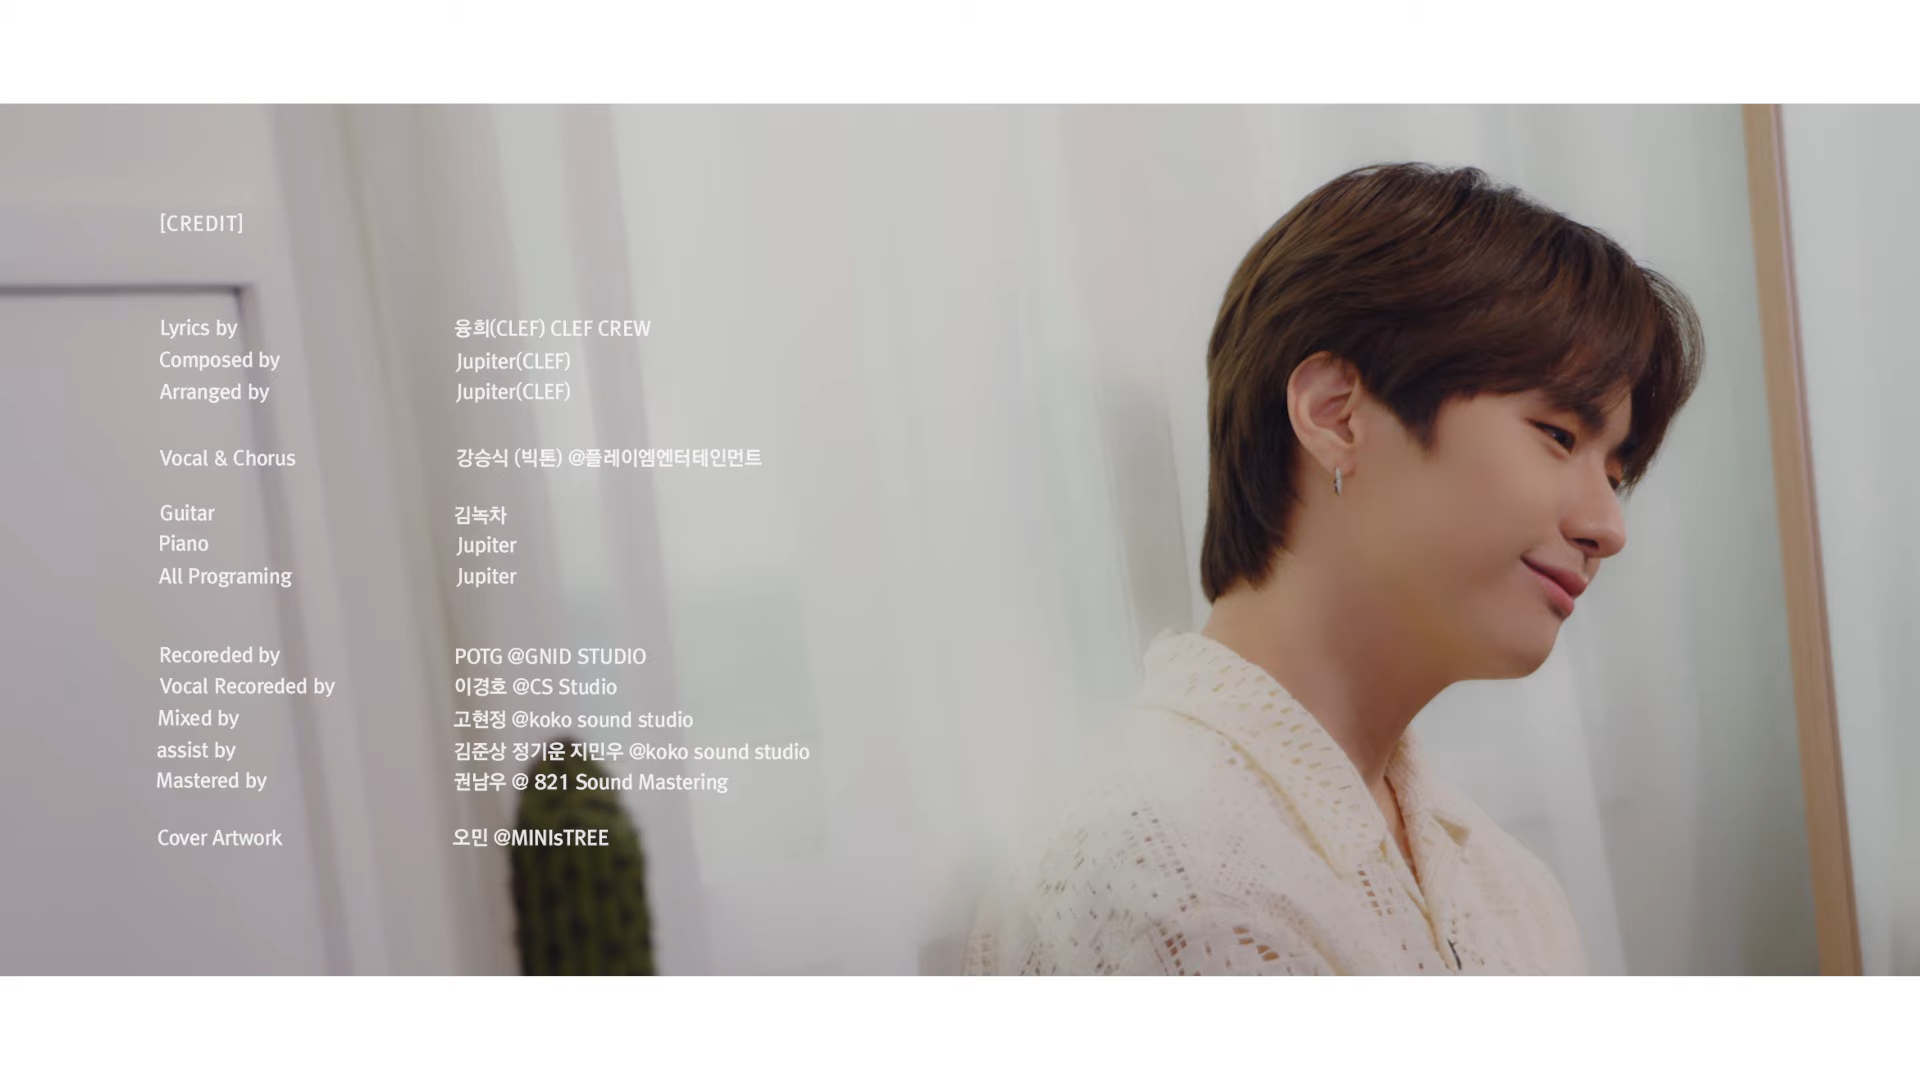 [CREDIT]
Lyrics by 융희(CLEF) CLEF CREW
Composed by Jupiter(CLEF)
Arranged by Jupiter(CLEF)
Vocal & Chorus 강승식 (빅톤) @플레이엠엔터테인먼트
Guitar 김녹차
Piano Jupiter
All Programing Jupiter
Recoreded by POTG @GNID STUDIO
Vocal Recoreded by 이경호 @CS Studio
Mixed by 고현정 @koko sound studio
assist by 김준상 정기운 지민우 @koko sound studio
Mastered by 권남우 @ 821 Sound Mastering
Cover Artwork 오민 @MINIsTREE